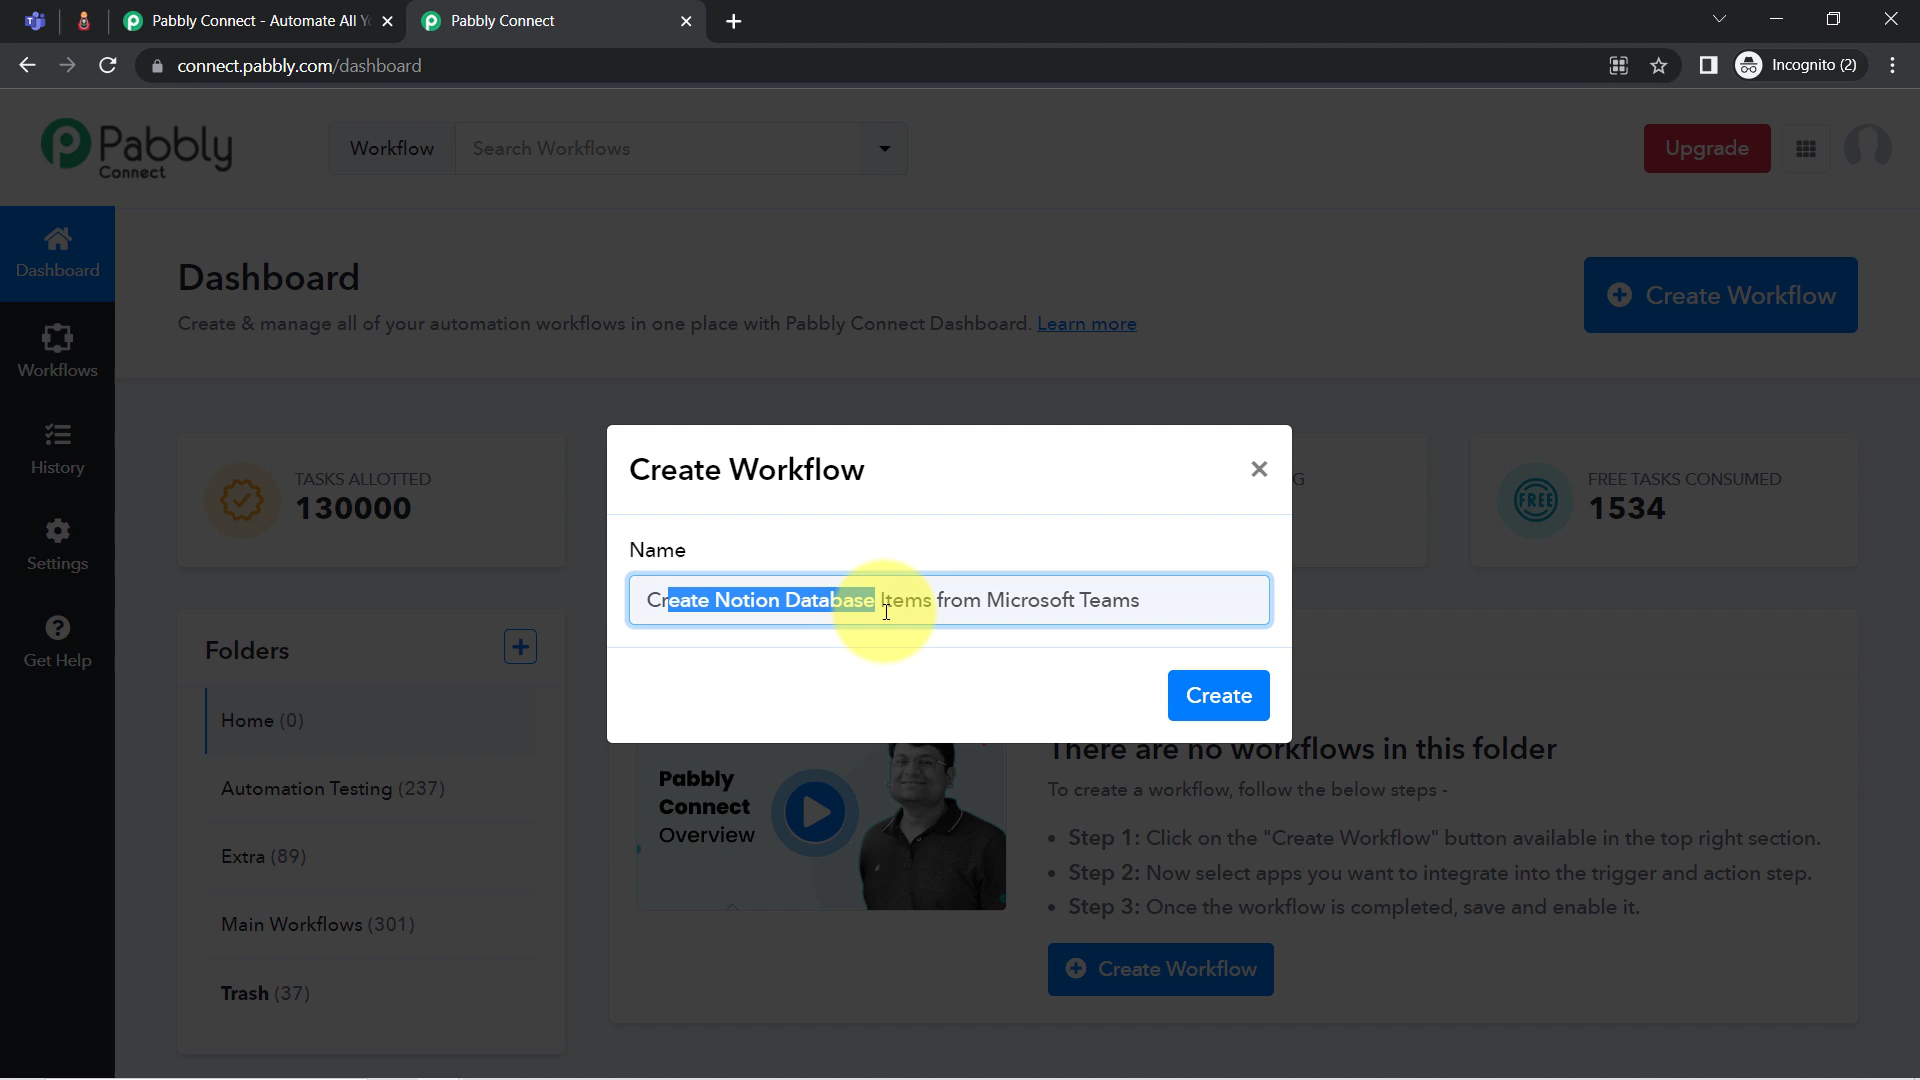 Pabbly Connect - Automate All Y
Pabbly Connect
connect.pabbly.com/dashboard
Incognito (2)
Pabbly
Connect
Workflow
Search Workflows
Upgrade
Dashboard
Workflows
History
Settings
Get Help
Dashboard
Create & manage all of your automation workflows in one place with Pabbly Connect Dashboard. Learn more
Create Workflow
TASKS ALLOTTED
130000
G
FREE
FREE TASKS CONSUMED
1534
Create Workflow
Name
Create Notion Database Items from Microsoft Teams
Create
Folders
Home (0)
Automation Testing (237)
Extra (89)
Main Workflows (301)
Trash (37)
Pabbly
Connect
Overview
There are no workflows in this folder
To create a workflow, follow the below steps -
• Step 1: Click on the "Create Workflow" button available in the top right section.
• Step 2: Now select apps you want to integrate into the trigger and action step.
• Step 3: Once the workflow is completed, save and enable it.
Create Workflow